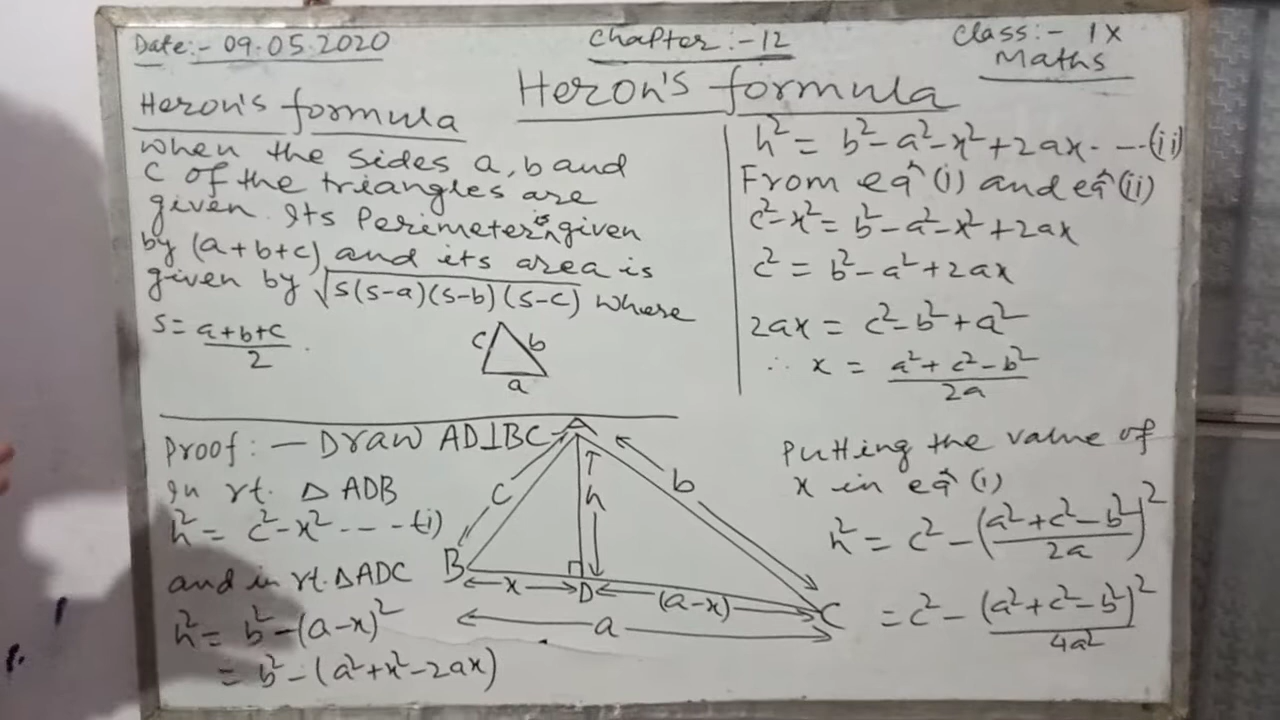 Date:- 09.05.2020
Chapter:-12
Class:- IX
Maths
Heron's formula
Heron's formula
When the sides a, b and
c of the triangles are
given. Its Perimeter is given
by (a+b+c) and its area is
given by √s(s-a)(s-b)(s-c) where
s = a+b+c / 2 .
c b
a
Proof:- Draw AD⊥BC
In rt. △ ADB
h² = c²-x² - - - -(i)
and in rt. △ADC
h² = b²-(a-x)²
= b²-(a²+x²-2ax)
A
c h b
B x D (a-x) C
a
h² = b²-a²-x²+2ax- - - -(ii)
From eqⁿ(i) and eqⁿ(ii)
c²-x² = b²-a²-x²+2ax
c² = b²-a²+2ax
2ax = c²-b²+a²
∴ x = a²+c²-b² / 2a
Putting the value of
x in eqⁿ(i)
h² = c² - (a²+c²-b² / 2a)²
= c² - (a²+c²-b²)² / 4a²